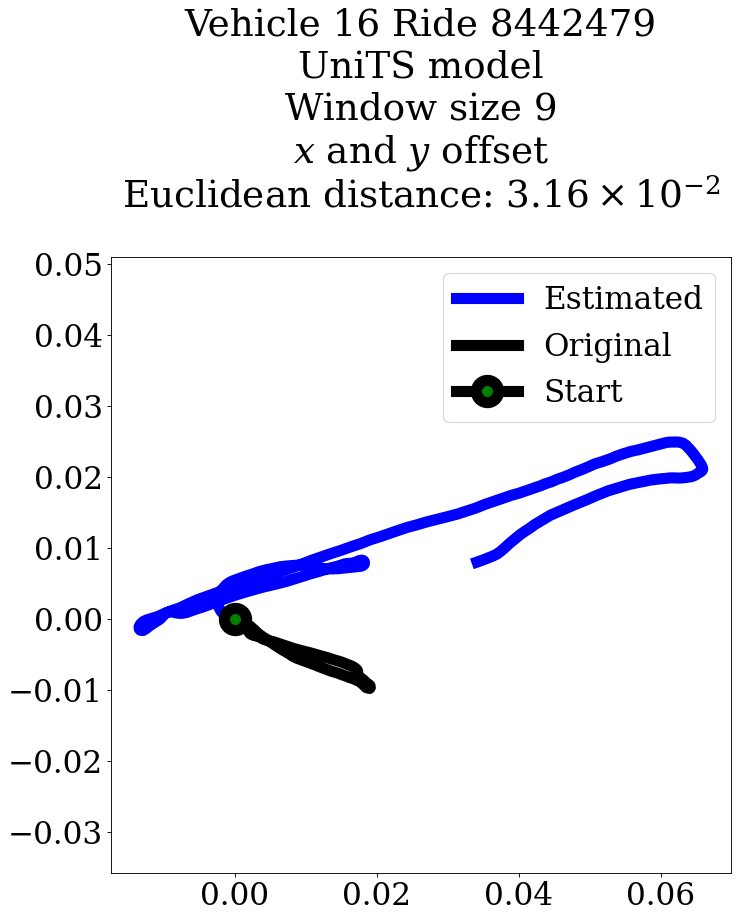 Vehicle 16 Ride 8442479
UniTS model
Window size 9
x and y offset
Euclidean distance: 3.16 × 10⁻²
0.05
0.04
0.03
0.02
0.01
0.00
−0.01
−0.02
−0.03
Estimated
Original
Start
0.00 0.02 0.04 0.06